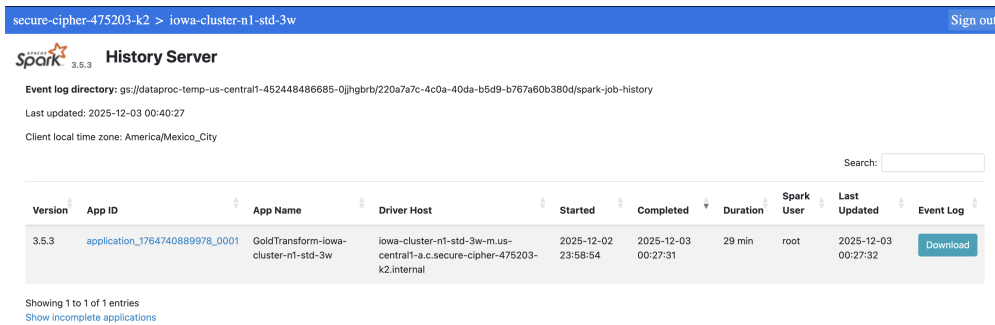 secure-cipher-475203-k2 > iowa-cluster-n1-std-3w
Sign out
APACHE
Spark 3.5.3 History Server
Event log directory: gs://dataproc-temp-us-central1-452448486685-0jjhgbrb/220a7a7c-4c0a-40da-b5d9-b767a60b380d/spark-job-history
Last updated: 2025-12-03 00:40:27
Client local time zone: America/Mexico_City
Search:
Version App ID App Name Driver Host Started Completed Duration Spark User Last Updated Event Log
3.5.3 application_1764740889978_0001 GoldTransform-iowa- iowa-cluster-n1-std-3w-m.us- 2025-12-02 2025-12-03 29 min root 2025-12-03 Download
cluster-n1-std-3w central1-a.c.secure-cipher-475203- 23:58:54 00:27:31 00:27:32
k2.internal
Showing 1 to 1 of 1 entries
Show incomplete applications